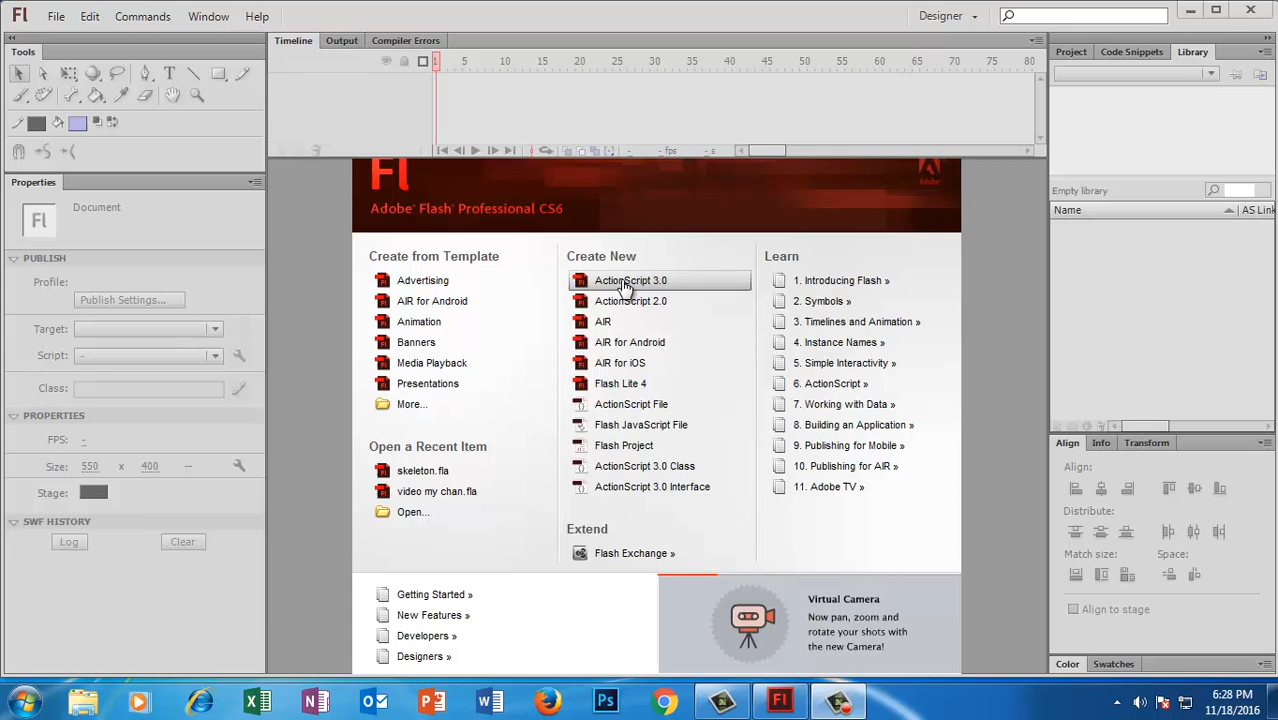 Fl File Edit Commands Window Help Designer
Tools
Timeline Output Compiler Errors
Project Code Snippets Library
1 5 10 15 20 25 30 35 40 45 50 55 60 65 70 75 80
- fps - s
Properties
Fl Document
PUBLISH
Profile:
Publish Settings...
Target:
Script: -
Class:
PROPERTIES
FPS: -
Size: 550 x 400 --
Stage:
SWF HISTORY
Log Clear
Fl
Adobe
Adobe® Flash® Professional CS6
Create from Template
Advertising
AIR for Android
Animation
Banners
Media Playback
Presentations
More...
Open a Recent Item
skeleton.fla
video my chan.fla
Open...
Create New
ActionScript 3.0
ActionScript 2.0
AIR
AIR for Android
AIR for iOS
Flash Lite 4
ActionScript File
Flash JavaScript File
Flash Project
ActionScript 3.0 Class
ActionScript 3.0 Interface
Extend
Flash Exchange »
Learn
1. Introducing Flash »
2. Symbols »
3. Timelines and Animation »
4. Instance Names »
5. Simple Interactivity »
6. ActionScript »
7. Working with Data »
8. Building an Application »
9. Publishing for Mobile »
10. Publishing for AIR »
11. Adobe TV »
Getting Started »
New Features »
Developers »
Designers »
Virtual Camera
Now pan, zoom and
rotate your shots with
the new Camera!
Empty library
Name AS Link
Align Info Transform
Align:
Distribute:
Match size: Space:
Align to stage
Color Swatches
Ps
Fl
6:28 PM
11/18/2016